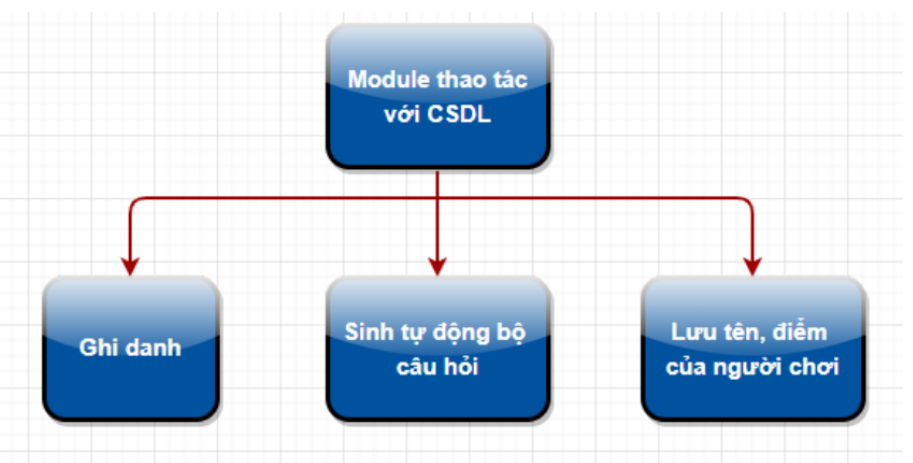 Module thao tác
với CSDL
Ghi danh
Sinh tự động bộ
câu hỏi
Lưu tên, điểm
của người chơi